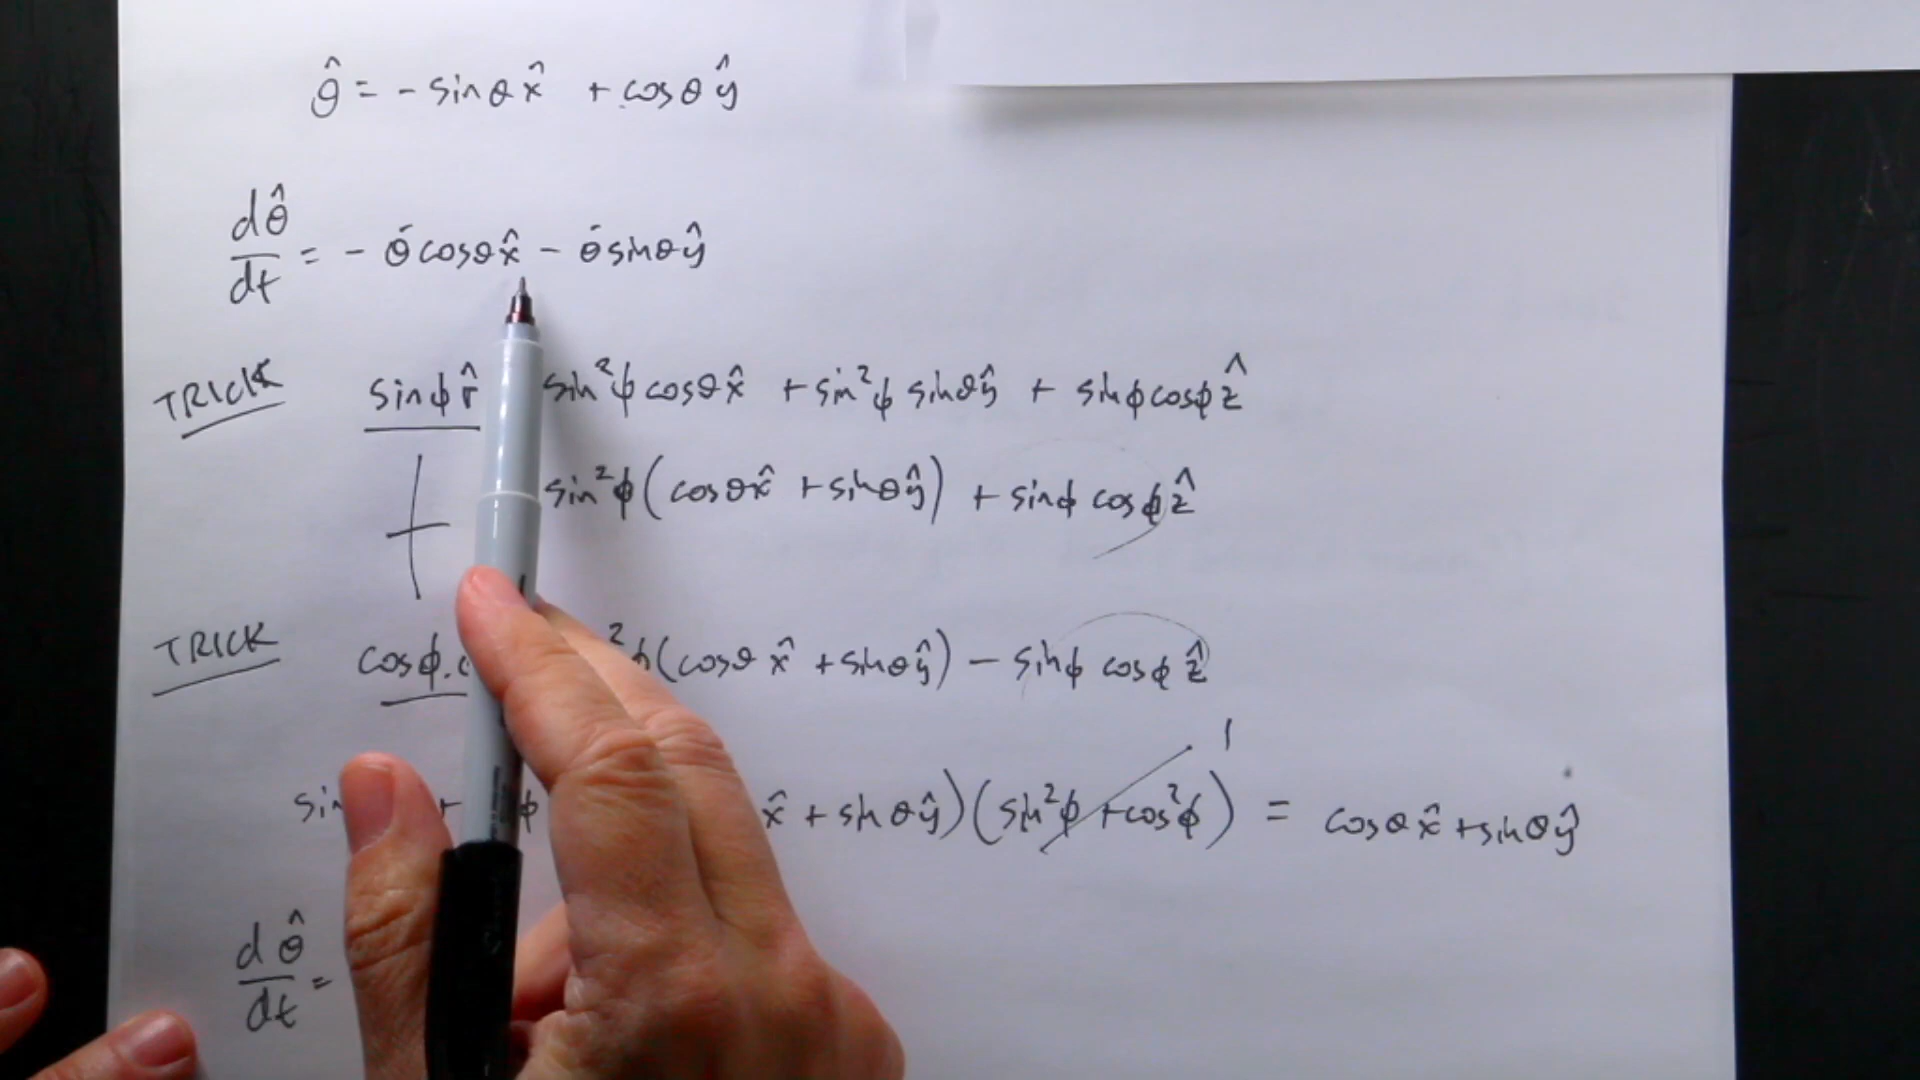 θ̂ = - sinθ x̂ + cosθ ŷ
dθ̂/dt = - θ̇ cosθ x̂ - θ̇ sinθ ŷ
TRICK sinϕ r̂ sin²ϕ cosθ x̂ + sin²ϕ sinθ ŷ + sinϕ cosϕ ẑ
+ sin²ϕ (cosθ x̂ + sinθ ŷ) + sinϕ cosϕ ẑ
TRICK cosϕ. ²ϕ (cosθ x̂ + sinθ ŷ) - sinϕ cosϕ ẑ
1
+ ϕ x̂ + sinθ ŷ)(sin²ϕ + cos²ϕ) = cosθ x̂ + sinθ ŷ
dθ̂/dt =